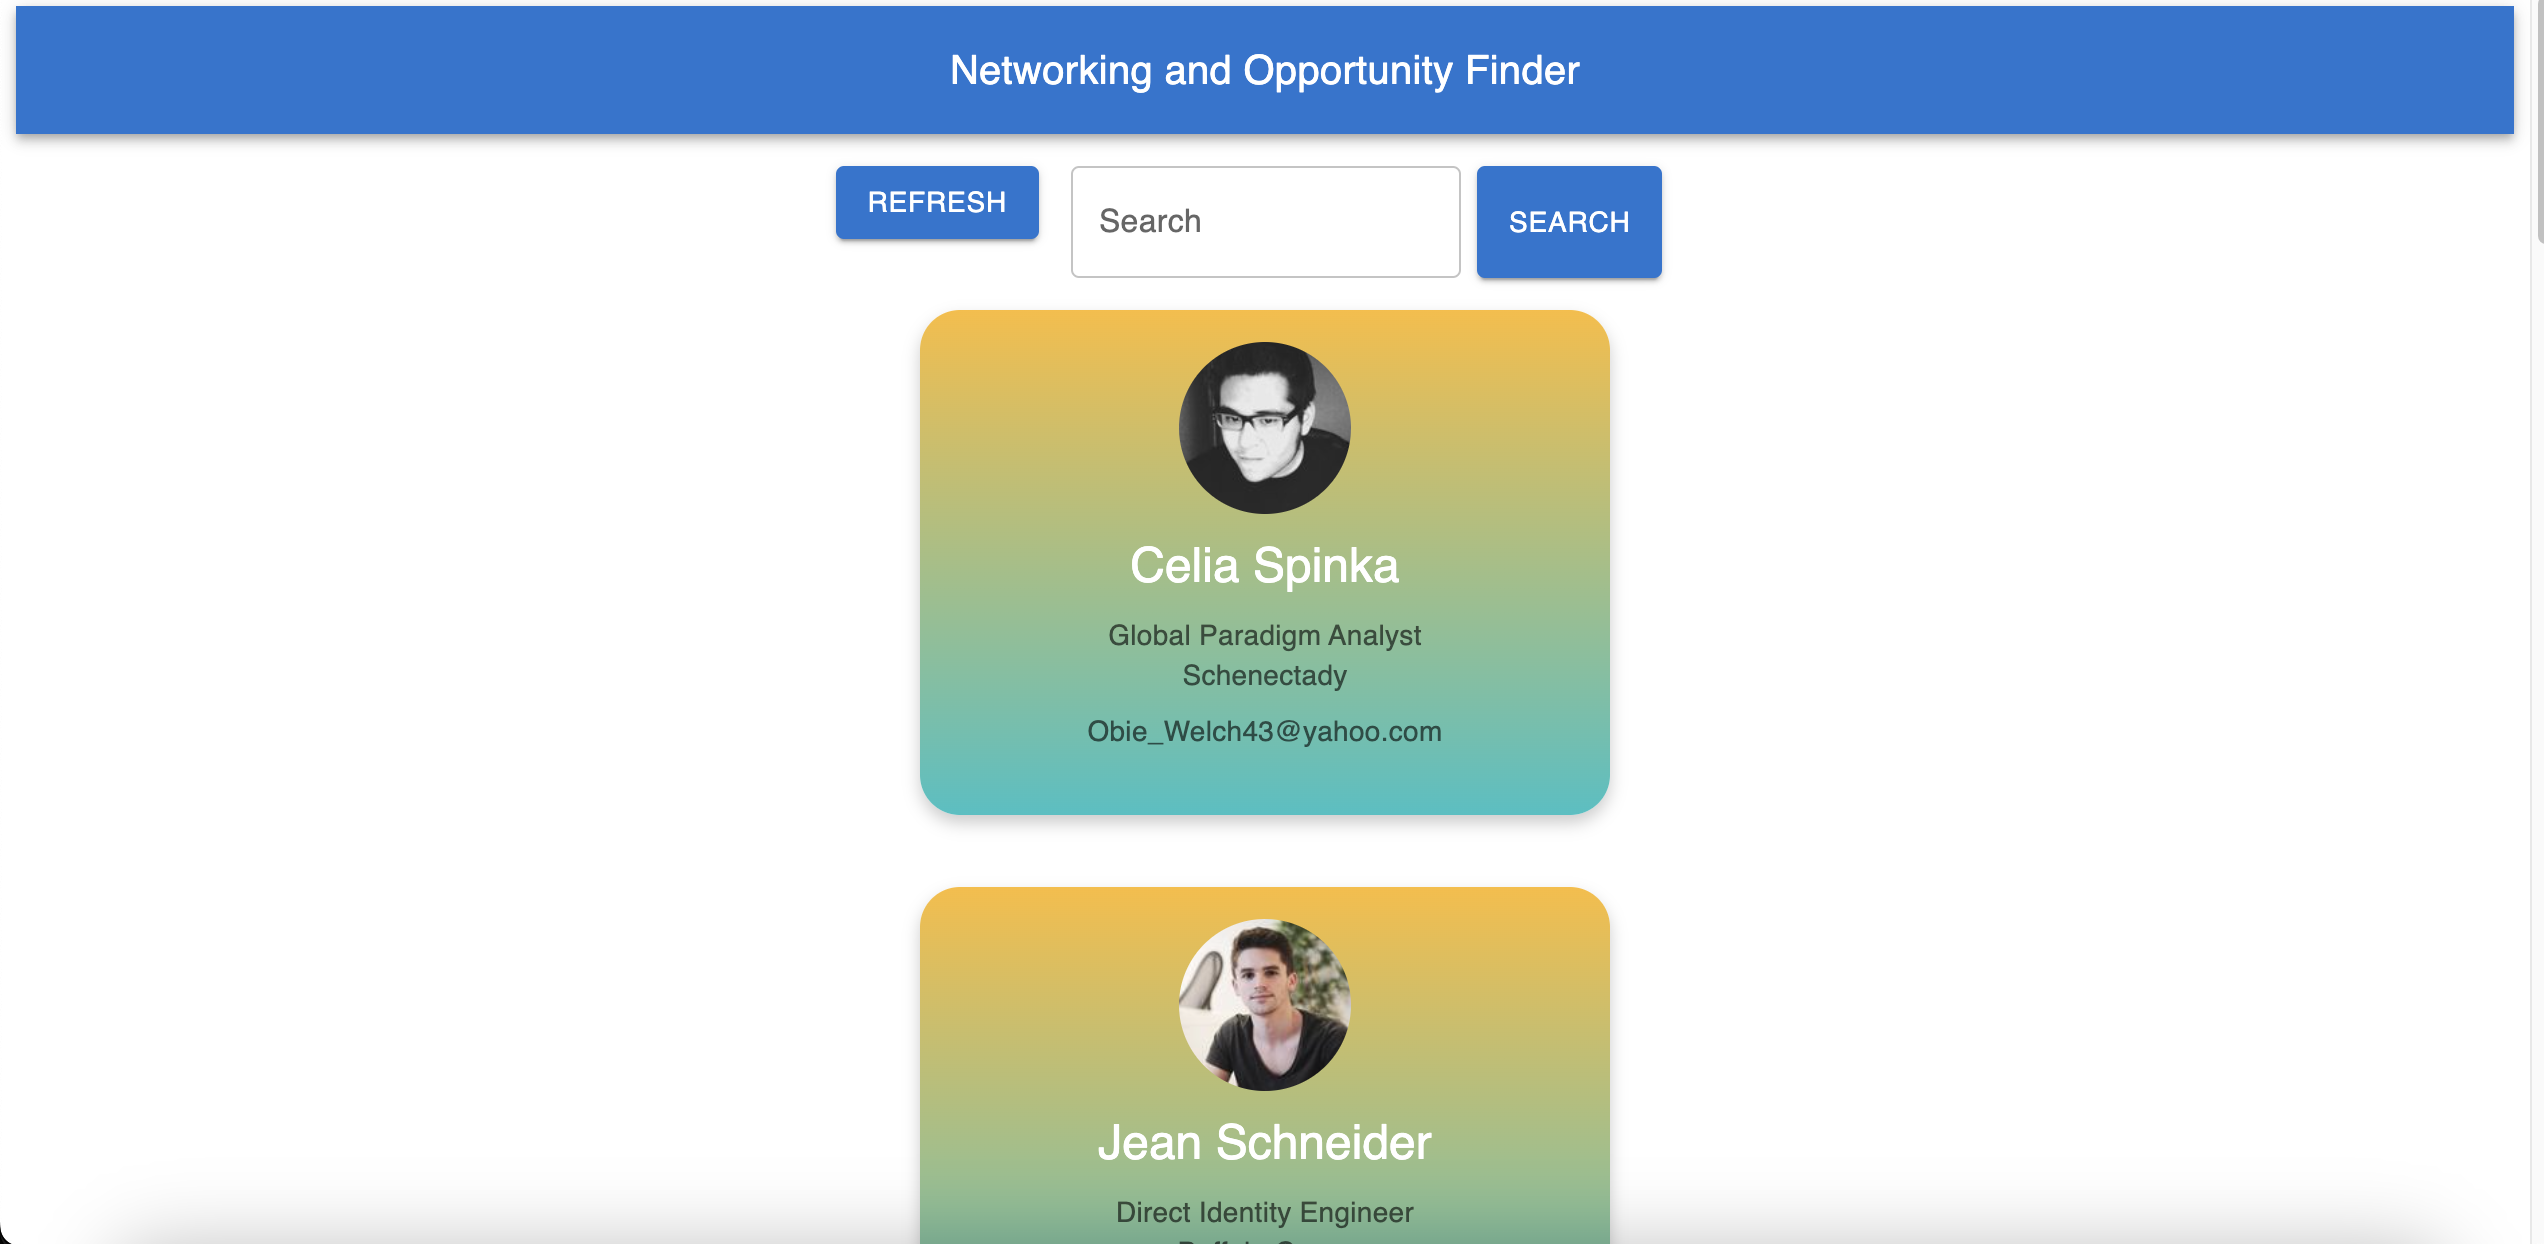 Networking and Opportunity Finder
REFRESH
Search
SEARCH
Celia Spinka
Global Paradigm Analyst
Schenectady
Obie_Welch43@yahoo.com
Jean Schneider
Direct Identity Engineer